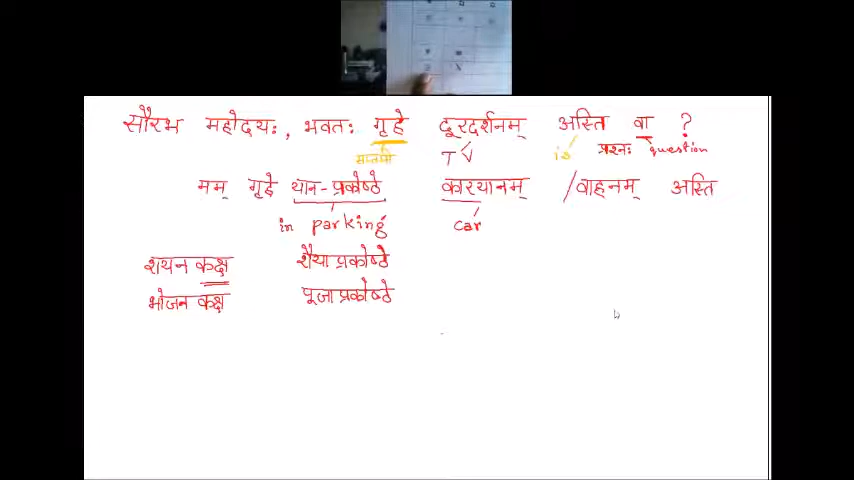 सौरभ महोदयः, भवतः गृहे दूरदर्शनम् अस्ति वा ?
सप्तमी TV is प्रश्नः question
मम् गृहे यान-प्रकोष्ठे कारयानम् /वाहनम् अस्ति
in parking car
शयन कक्ष शैया प्रकोष्ठे
भोजन कक्ष पूजा प्रकोष्ठे